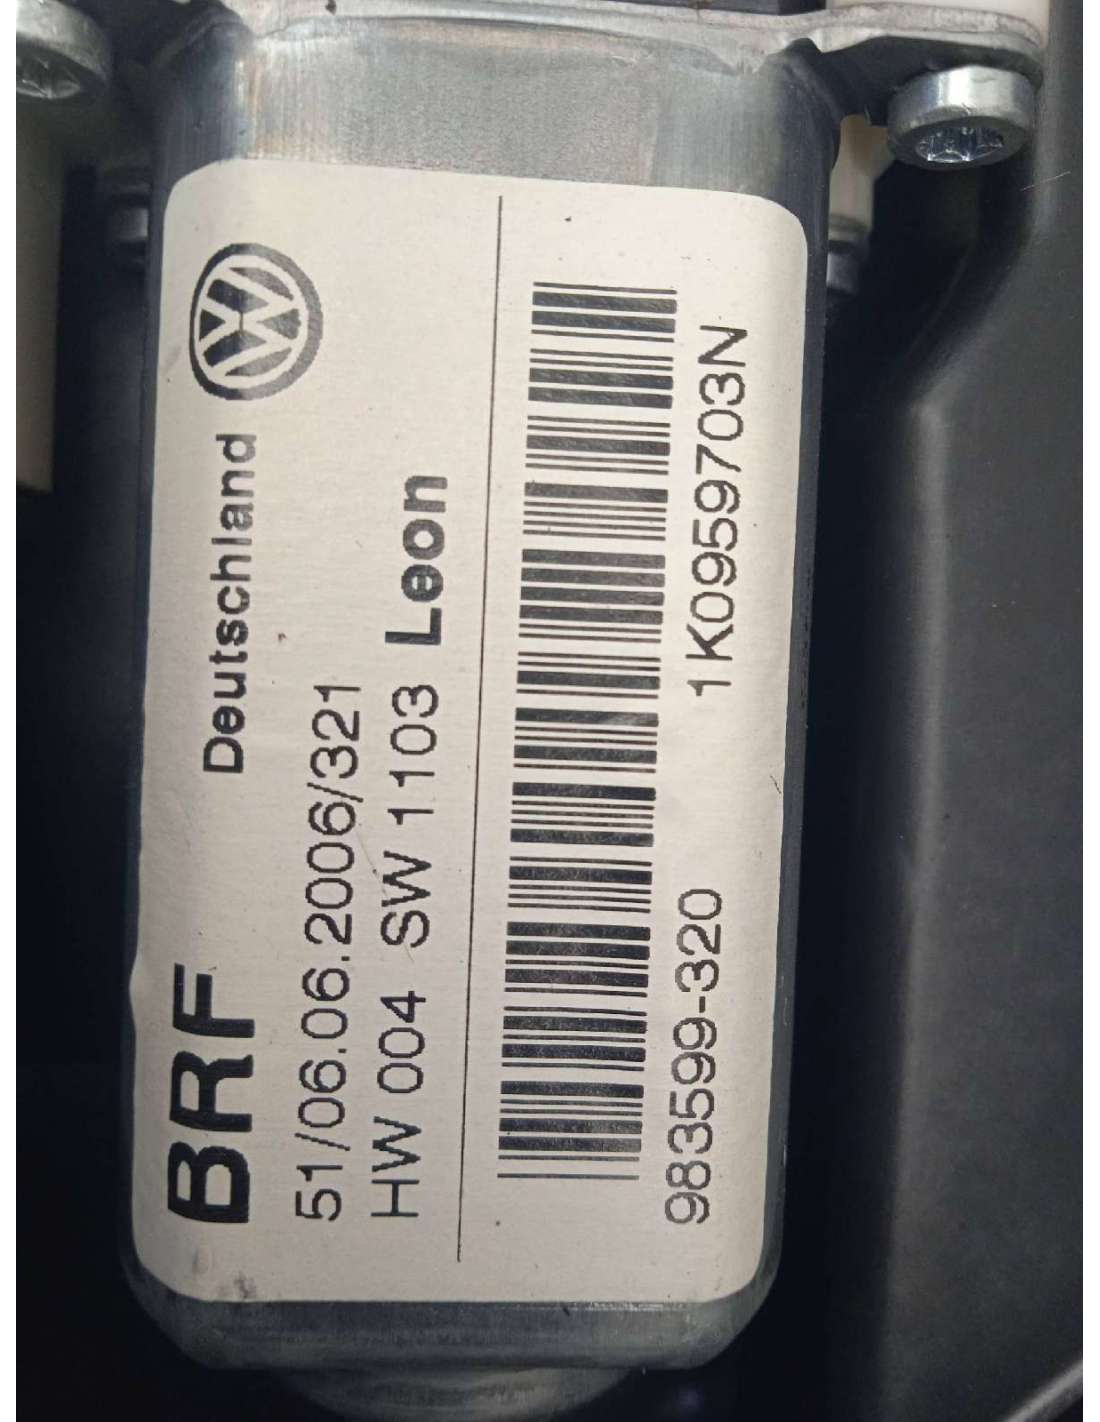 BRF Deutschland
51/06.06.2006/321
HW 004 SW 1103 Leon
983599-320 1K0959703N